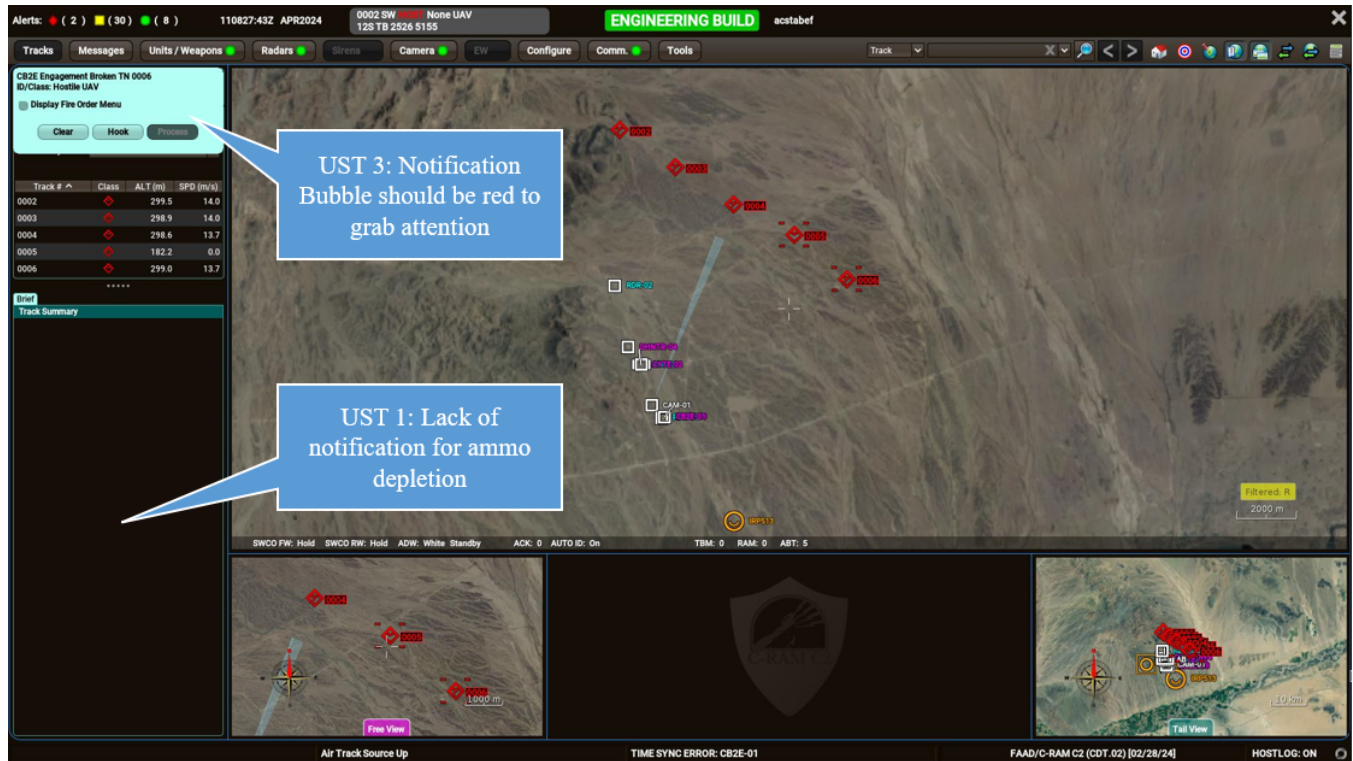 Alerts: ( 2 ) ( 30 ) ( 8 ) 110827:43Z APR2024
0002 SW None UAV
12S TB 2526 5155
ENGINEERING BUILD acstabef
Tracks Messages Units / Weapons Radars Sirens Camera EW Configure Comm. Tools Track
CB2E Engagement Broken TN 0006
ID/Class: Hostile UAV
Display Fire Order Menu
Clear Hook Process
Track # Class ALT (m) SPD (m/s)
0002 299.5 14.0
0003 298.9 14.0
0004 298.6 13.7
0005 182.2 0.0
0006 299.0 13.7
Brief
Track Summary
UST 3: Notification
Bubble should be red to
grab attention
UST 1: Lack of
notification for ammo
depletion
0002
0003
0004
0005
0006
RDR-02
CAM-01
IRPS13
Filtered: R
2000 m
SWCO FW: Hold SWCO RW: Hold ADW: White Standby ACK: 0 AUTO ID: On TBM: 0 RAM: 0 ABT: 5
0004
0005
1000 m
Free View
C-RAM C2
CAM-01
IRPS13
10 km
Tail View
Air Track Source Up TIME SYNC ERROR: CB2E-01 FAAD/C-RAM C2 (CDT.02) [02/28/24] HOSTLOG: ON